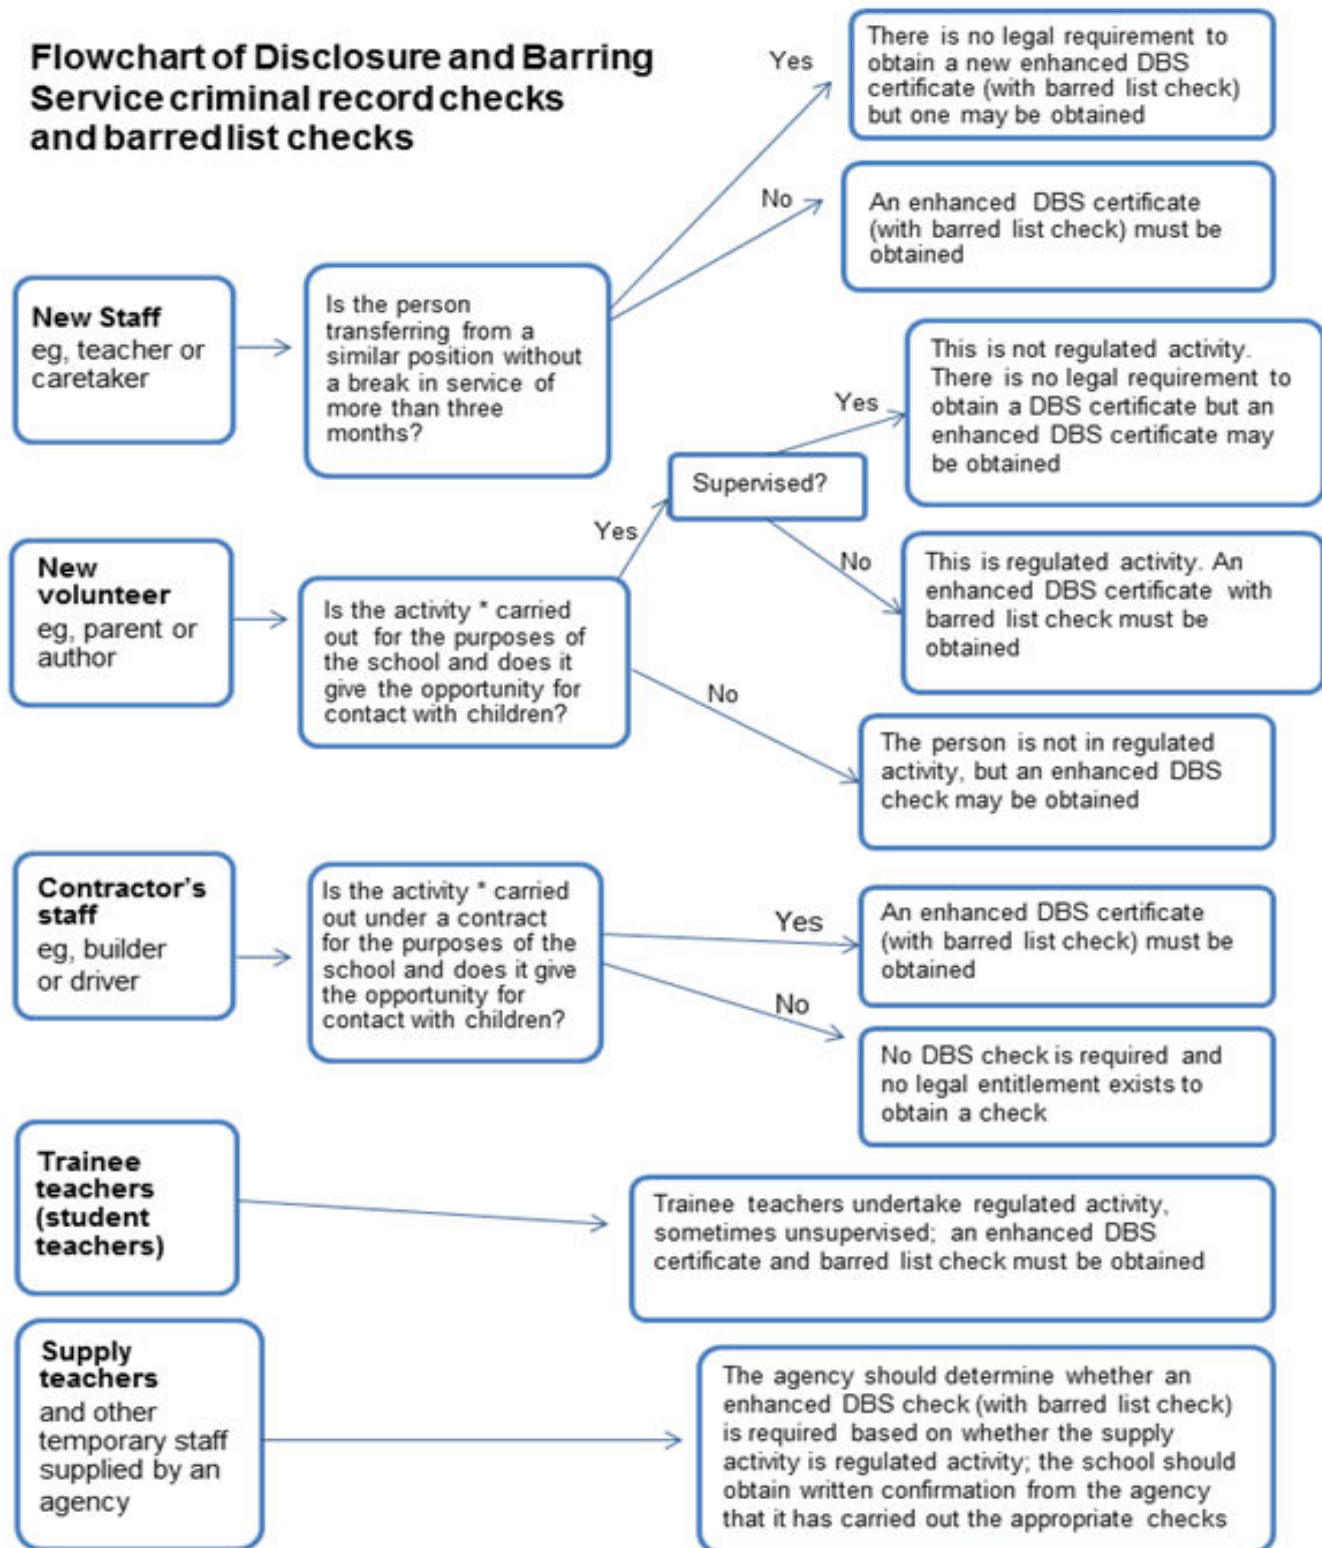 Flowchart of Disclosure and Barring
Service criminal record checks
and barred list checks
Yes
There is no legal requirement to
obtain a new enhanced DBS
certificate (with barred list check)
but one may be obtained
No
An enhanced DBS certificate
(with barred list check) must be
obtained
New Staff
eg, teacher or
caretaker
Is the person
transferring from a
similar position without
a break in service of
more than three
months?
Yes
This is not regulated activity.
There is no legal requirement to
obtain a DBS certificate but an
enhanced DBS certificate may
be obtained
Supervised?
Yes
No
This is regulated activity. An
enhanced DBS certificate with
barred list check must be
obtained
New
volunteer
eg, parent or
author
Is the activity * carried
out for the purposes of
the school and does it
give the opportunity for
contact with children?
No
The person is not in regulated
activity, but an enhanced DBS
check may be obtained
Contractor's
staff
eg, builder
or driver
Is the activity * carried
out under a contract
for the purposes of the
school and does it give
the opportunity for
contact with children?
Yes
An enhanced DBS certificate
(with barred list check) must be
obtained
No
No DBS check is required and
no legal entitlement exists to
obtain a check
Trainee
teachers
(student
teachers)
Trainee teachers undertake regulated activity,
sometimes unsupervised; an enhanced DBS
certificate and barred list check must be obtained
Supply
teachers
and other
temporary staff
supplied by an
agency
The agency should determine whether an
enhanced DBS check (with barred list check)
is required based on whether the supply
activity is regulated activity; the school should
obtain written confirmation from the agency
that it has carried out the appropriate checks